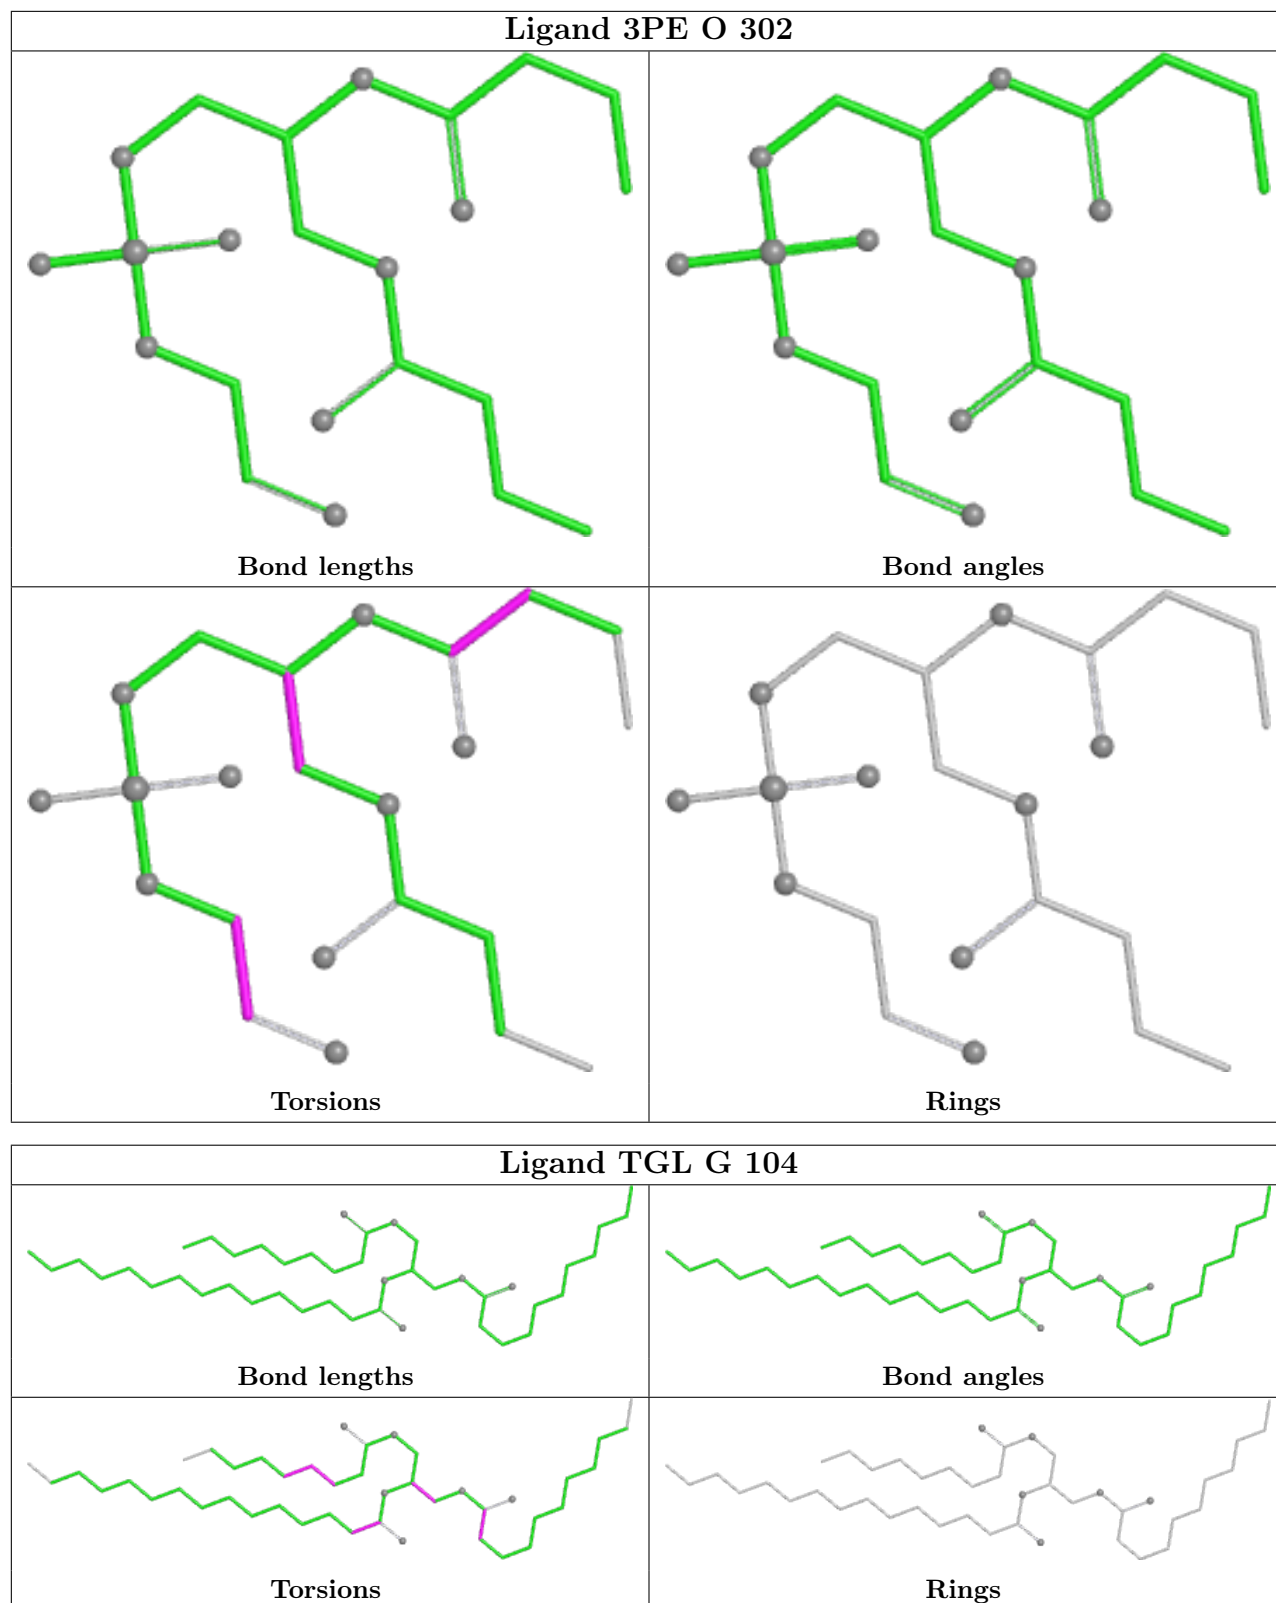 Ligand 3PE O 302
Bond lengths
Bond angles
Torsions
Rings
Ligand TGL G 104
Bond lengths
Bond angles
Torsions
Rings